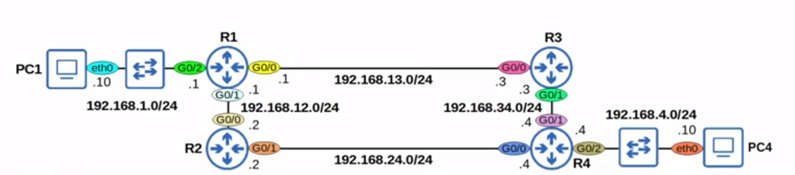 R1
R3
PC1
eth0
G0/2
G0/0
G0/0
.10
.1
.1
192.168.13.0/24
.3
.3
192.168.1.0/24
G0/1
.1
G0/1
192.168.12.0/24
192.168.34.0/24
192.168.4.0/24
G0/0
.2
.4
G0/1
.4
.10
R2
G0/1
G0/0
G0/2
eth0
PC4
.2
192.168.24.0/24
.4
R4